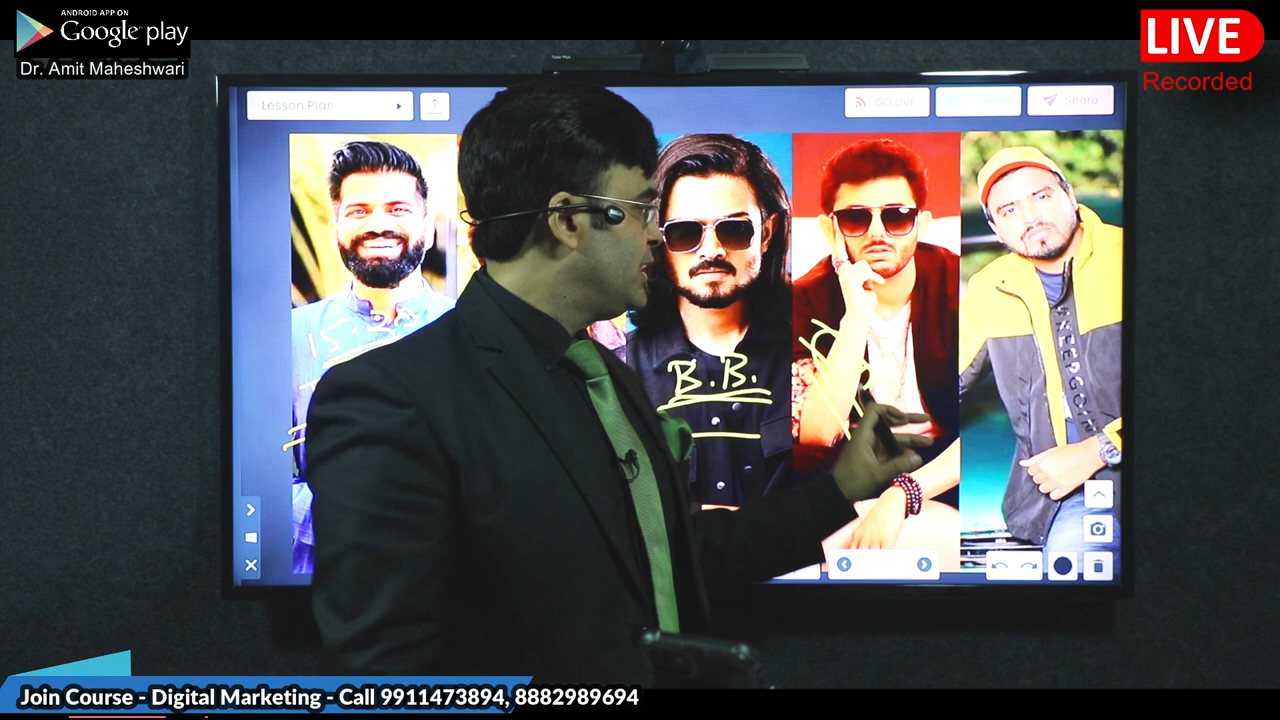 ANDROID APP ON
Google play
Dr. Amit Maheshwari
LIVE
Recorded
Lesson Plan
GO LIVE
Share
B.B.
KEEPGOIN
Join Course - Digital Marketing - Call 9911473894, 8882989694